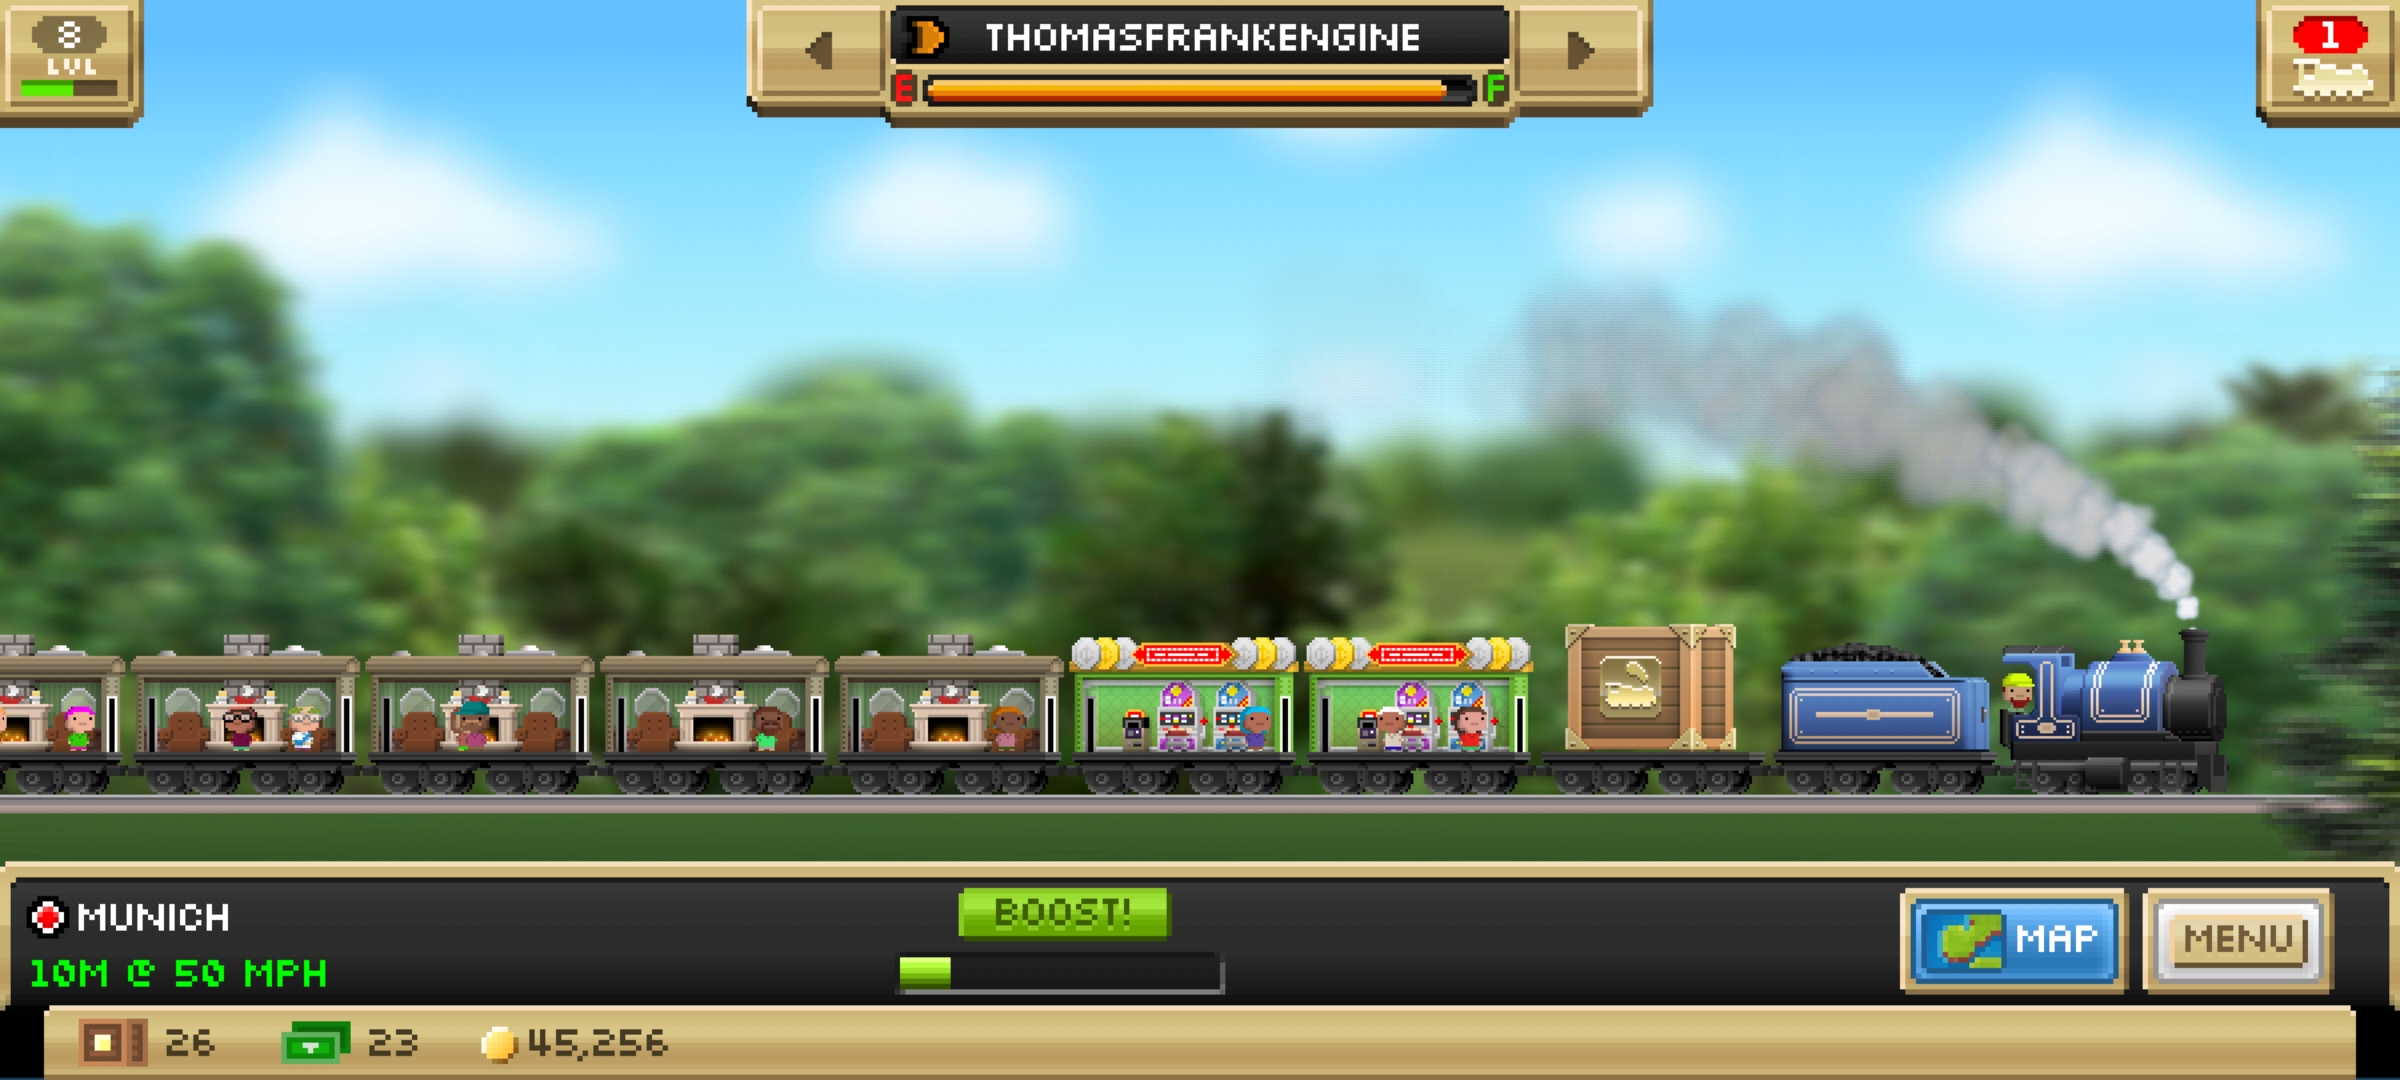 8
LVL
THOMASFRANKENGINE
E F
1
MUNICH
10M @ 50 MPH
BOOST!
MAP
MENU
26
23
45,256